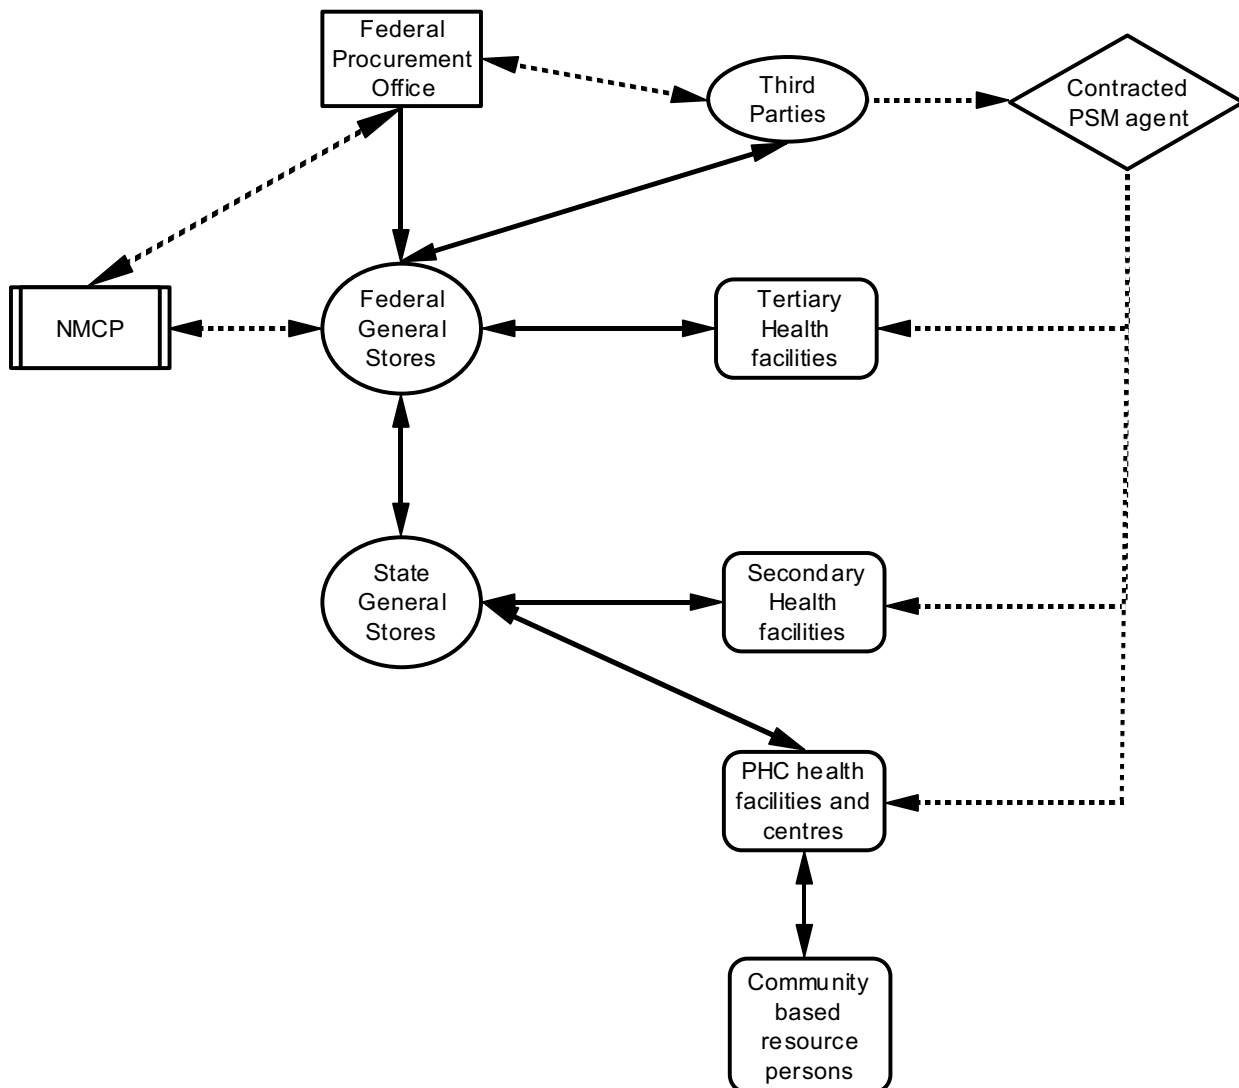 Federal
Procurement
Office
Third
Parties
Contracted
PSM agent
NMCP
Federal
General
Stores
Tertiary
Health
facilities
State
General
Stores
Secondary
Health
facilities
PHC health
facilities and
centres
Community
based
resource
persons